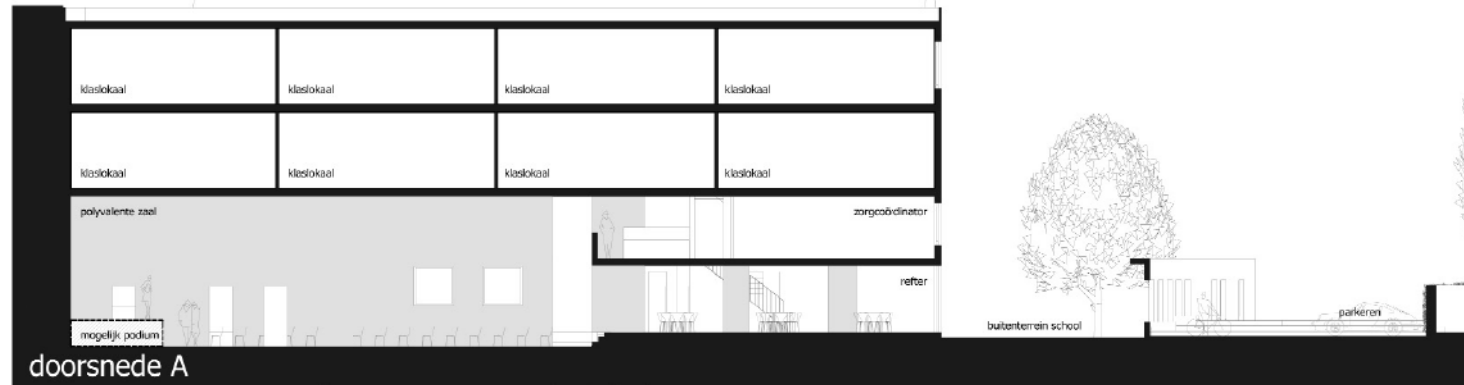 klaslokaal klaslokaal klaslokaal klaslokaal
klaslokaal klaslokaal klaslokaal klaslokaal
polyvalente zaal zorgcoördinator
refter
mogelijk podium buitenterrein school parkeren
doorsnede A